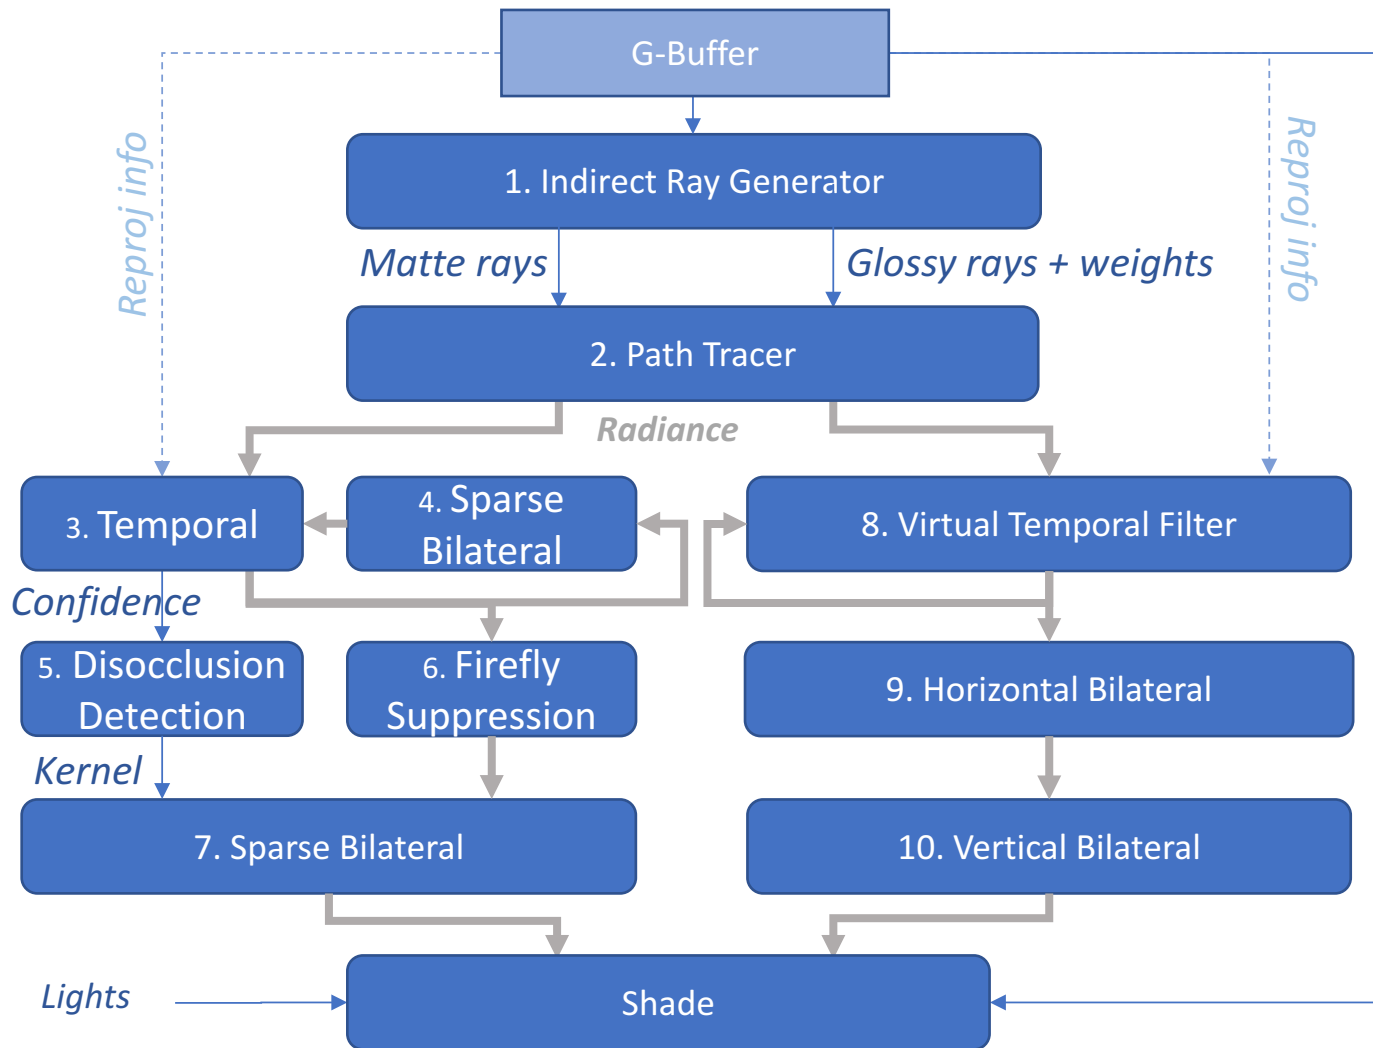 G-Buffer
Reproj info
Reproj info
1. Indirect Ray Generator
Matte rays
Glossy rays + weights
2. Path Tracer
Radiance
3. Temporal
4. Sparse
Bilateral
8. Virtual Temporal Filter
Confidence
5. Disocclusion
Detection
6. Firefly
Suppression
9. Horizontal Bilateral
Kernel
7. Sparse Bilateral
10. Vertical Bilateral
Lights
Shade